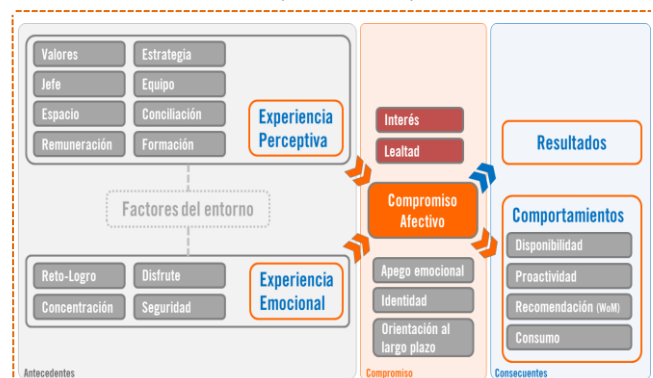 Valores
Estrategia
Jefe
Equipo
Espacio
Conciliación
Remuneración
Formación
Experiencia
Perceptiva
Factores del entorno
Reto-Logro
Disfrute
Concentración
Seguridad
Experiencia
Emocional
Antecedentes
Interés
Lealtad
Compromiso
Afectivo
Apego emocional
Identidad
Orientación al
largo plazo
Compromiso
Resultados
Comportamientos
Disponibilidad
Proactividad
Recomendación (WoM)
Consumo
Consecuentes